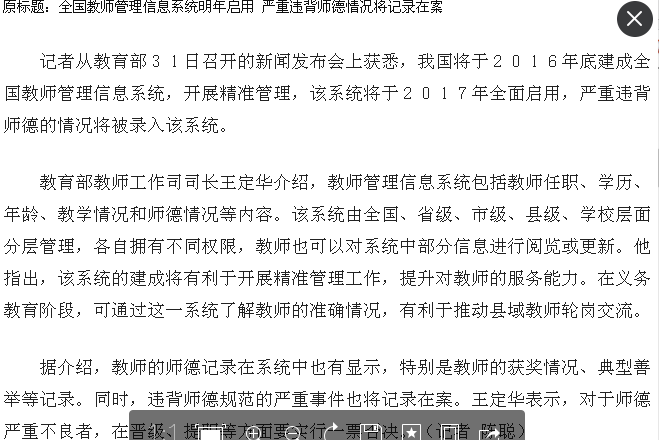 原标题：全国教师管理信息系统明年启用 严重违背师德情况将记录在案
记者从教育部３１日召开的新闻发布会上获悉，我国将于２０１６年底建成全
国教师管理信息系统，开展精准管理，该系统将于２０１７年全面启用，严重违背
师德的情况将被录入该系统。
教育部教师工作司司长王定华介绍，教师管理信息系统包括教师任职、学历、
年龄、教学情况和师德情况等内容。该系统由全国、省级、市级、县级、学校层面
分层管理，各自拥有不同权限，教师也可以对系统中部分信息进行阅览或更新。他
指出，该系统的建成将有利于开展精准管理工作，提升对教师的服务能力。在义务
教育阶段，可通过这一系统了解教师的准确情况，有利于推动县域教师轮岗交流。
据介绍，教师的师德记录在系统中也有显示，特别是教师的获奖情况、典型善
举等记录。同时，违背师德规范的严重事件也将记录在案。王定华表示，对于师德
严重不良者，在晋级、提职等方面要实行一票否决。（记者